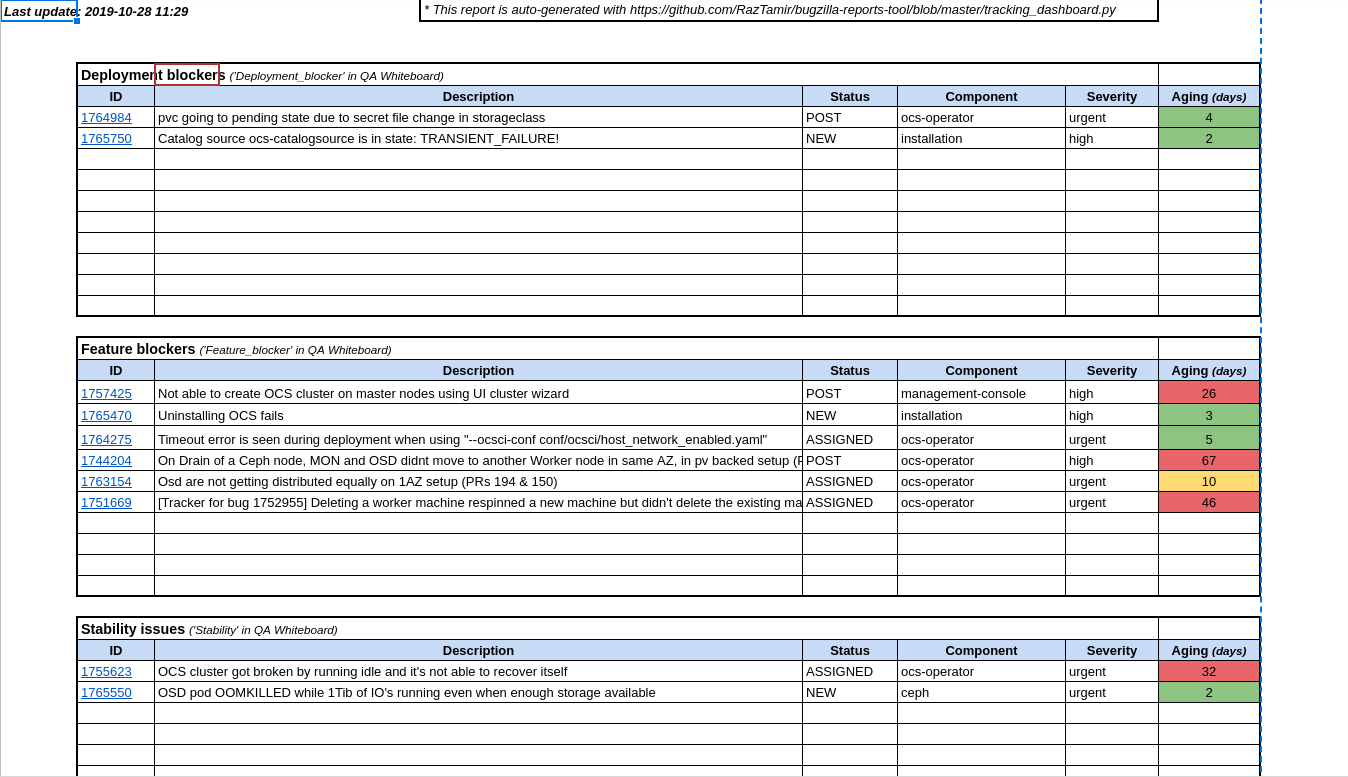 Last update: 2019-10-28 11:29
* This report is auto-generated with https://github.com/RazTamir/bugzilla-reports-tool/blob/master/tracking_dashboard.py
Deployment blockers ('Deployment_blocker' in QA Whiteboard)
ID Description Status Component Severity Aging (days)
1764984 pvc going to pending state due to secret file change in storageclass POST ocs-operator urgent 4
1765750 Catalog source ocs-catalogsource is in state: TRANSIENT_FAILURE! NEW installation high 2
Feature blockers ('Feature_blocker' in QA Whiteboard)
ID Description Status Component Severity Aging (days)
1757425 Not able to create OCS cluster on master nodes using UI cluster wizard POST management-console high 26
1765470 Uninstalling OCS fails NEW installation high 3
1764275 Timeout error is seen during deployment when using "--ocsci-conf conf/ocsci/host_network_enabled.yaml" ASSIGNED ocs-operator urgent 5
1744204 On Drain of a Ceph node, MON and OSD didnt move to another Worker node in same AZ, in pv backed setup ( POST ocs-operator high 67
1763154 Osd are not getting distributed equally on 1AZ setup (PRs 194 & 150) ASSIGNED ocs-operator urgent 10
1751669 [Tracker for bug 1752955] Deleting a worker machine respinned a new machine but didn't delete the existing ma ASSIGNED ocs-operator urgent 46
Stability issues ('Stability' in QA Whiteboard)
ID Description Status Component Severity Aging (days)
1755623 OCS cluster got broken by running idle and it's not able to recover itself ASSIGNED ocs-operator urgent 32
1765550 OSD pod OOMKILLED while 1Tib of IO's running even when enough storage available NEW ceph urgent 2